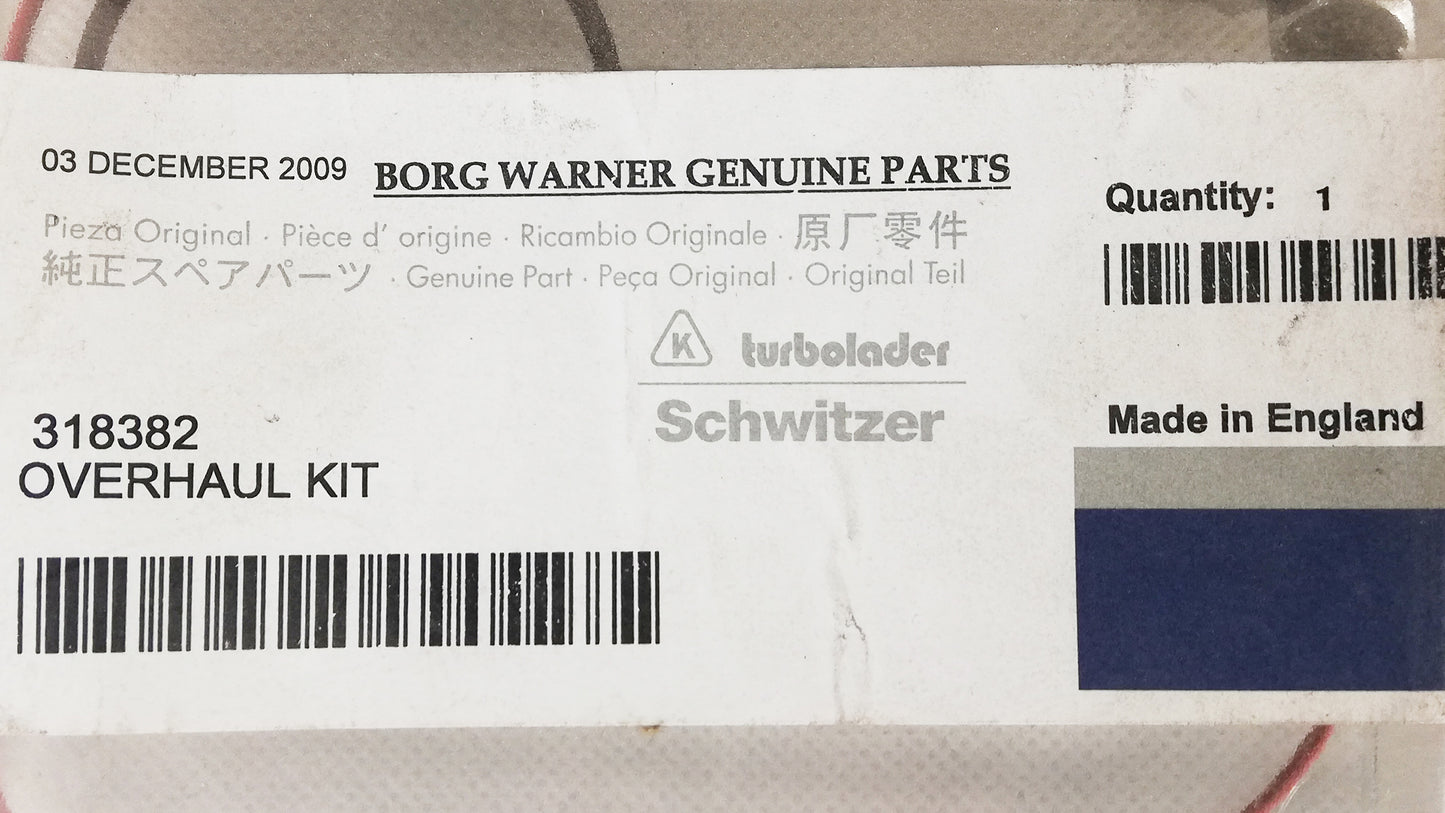 03 DECEMBER 2009 BORG WARNER GENUINE PARTS
Pieza Original · Pièce d' origine · Ricambio Originale · 原厂零件
純正スペアパーツ · Genuine Part · Peça Original · Original Teil
K turbolader
Schwitzer
318382
OVERHAUL KIT
Quantity: 1
Made in England